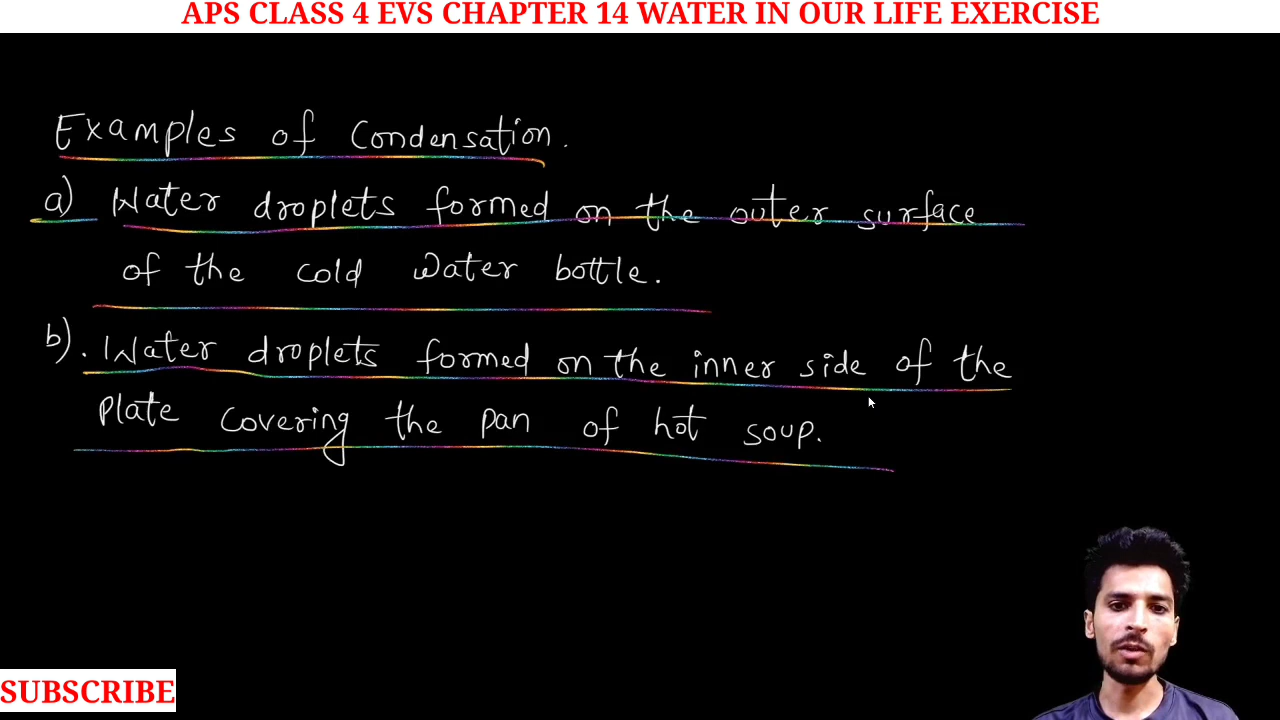 APS CLASS 4 EVS CHAPTER 14 WATER IN OUR LIFE EXERCISE
Examples of Condensation.
a) Water droplets formed on the outer surface
of the cold water bottle.
b). Water droplets formed on the inner side of the
plate covering the pan of hot soup.
SUBSCRIBE